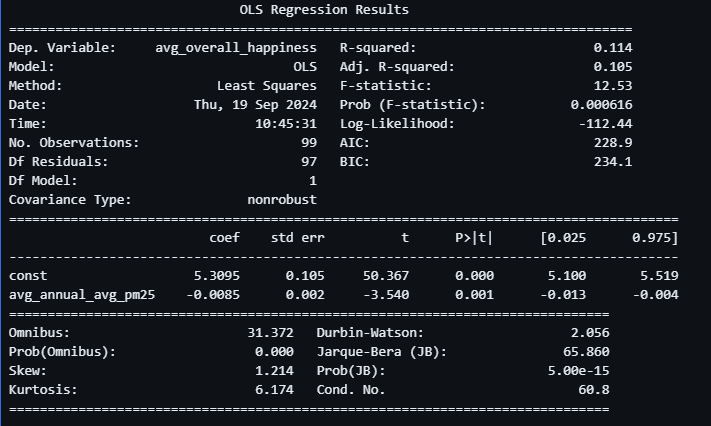 OLS Regression Results
==============================================================================
Dep. Variable: avg_overall_happiness R-squared: 0.114
Model: OLS Adj. R-squared: 0.105
Method: Least Squares F-statistic: 12.53
Date: Thu, 19 Sep 2024 Prob (F-statistic): 0.000616
Time: 10:45:31 Log-Likelihood: -112.44
No. Observations: 99 AIC: 228.9
Df Residuals: 97 BIC: 234.1
Df Model: 1
Covariance Type: nonrobust
==============================================================================
coef std err t P>|t| [0.025 0.975]
------------------------------------------------------------------------------
const 5.3095 0.105 50.367 0.000 5.100 5.519
avg_annual_avg_pm25 -0.0085 0.002 -3.540 0.001 -0.013 -0.004
==============================================================================
Omnibus: 31.372 Durbin-Watson: 2.056
Prob(Omnibus): 0.000 Jarque-Bera (JB): 65.860
Skew: 1.214 Prob(JB): 5.00e-15
Kurtosis: 6.174 Cond. No. 60.8
==============================================================================